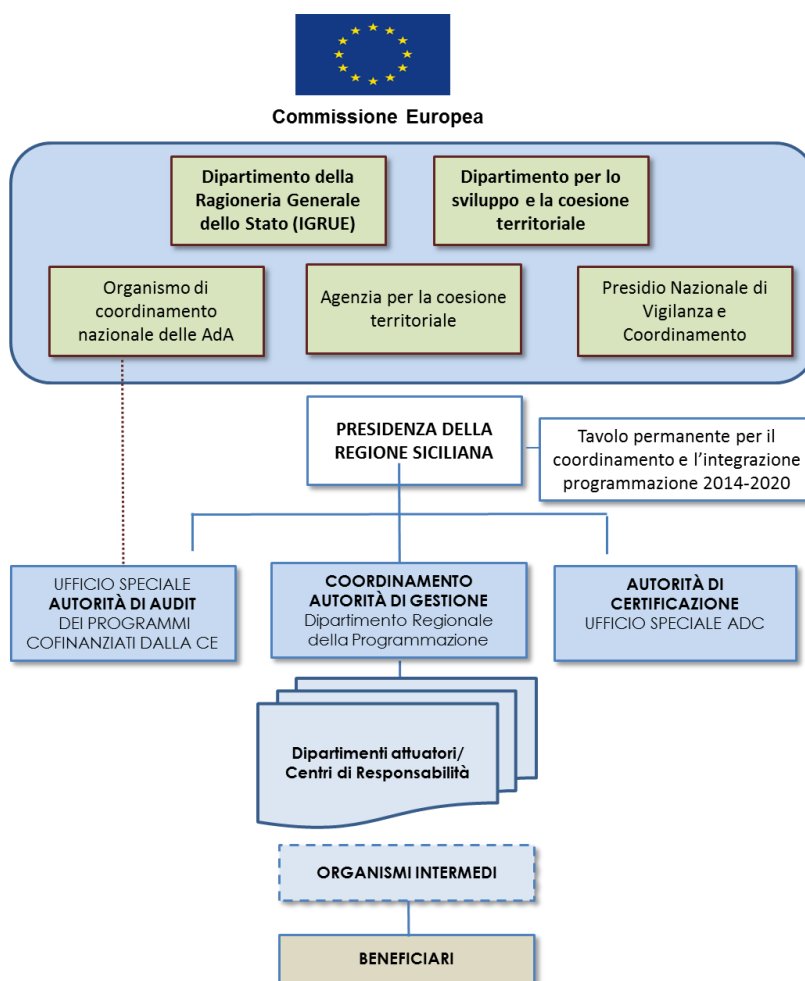 Commissione Europea
Dipartimento della
Ragioneria Generale
dello Stato (IGRUE)
Dipartimento per lo
sviluppo e la coesione
territoriale
Organismo di
coordinamento
nazionale delle AdA
Agenzia per la coesione
territoriale
Presidio Nazionale di
Vigilanza e
Coordinamento
PRESIDENZA DELLA
REGIONE SICILIANA
Tavolo permanente per il
coordinamento e l'integrazione
programmazione 2014-2020
UFFICIO SPECIALE
AUTORITÀ DI AUDIT
DEI PROGRAMMI
COFINANZIATI DALLA CE
COORDINAMENTO
AUTORITÀ DI GESTIONE
Dipartimento Regionale
della Programmazione
AUTORITÀ DI
CERTIFICAZIONE
UFFICIO SPECIALE ADC
Dipartimenti attuatori/
Centri di Responsabilità
ORGANISMI INTERMEDI
BENEFICIARI